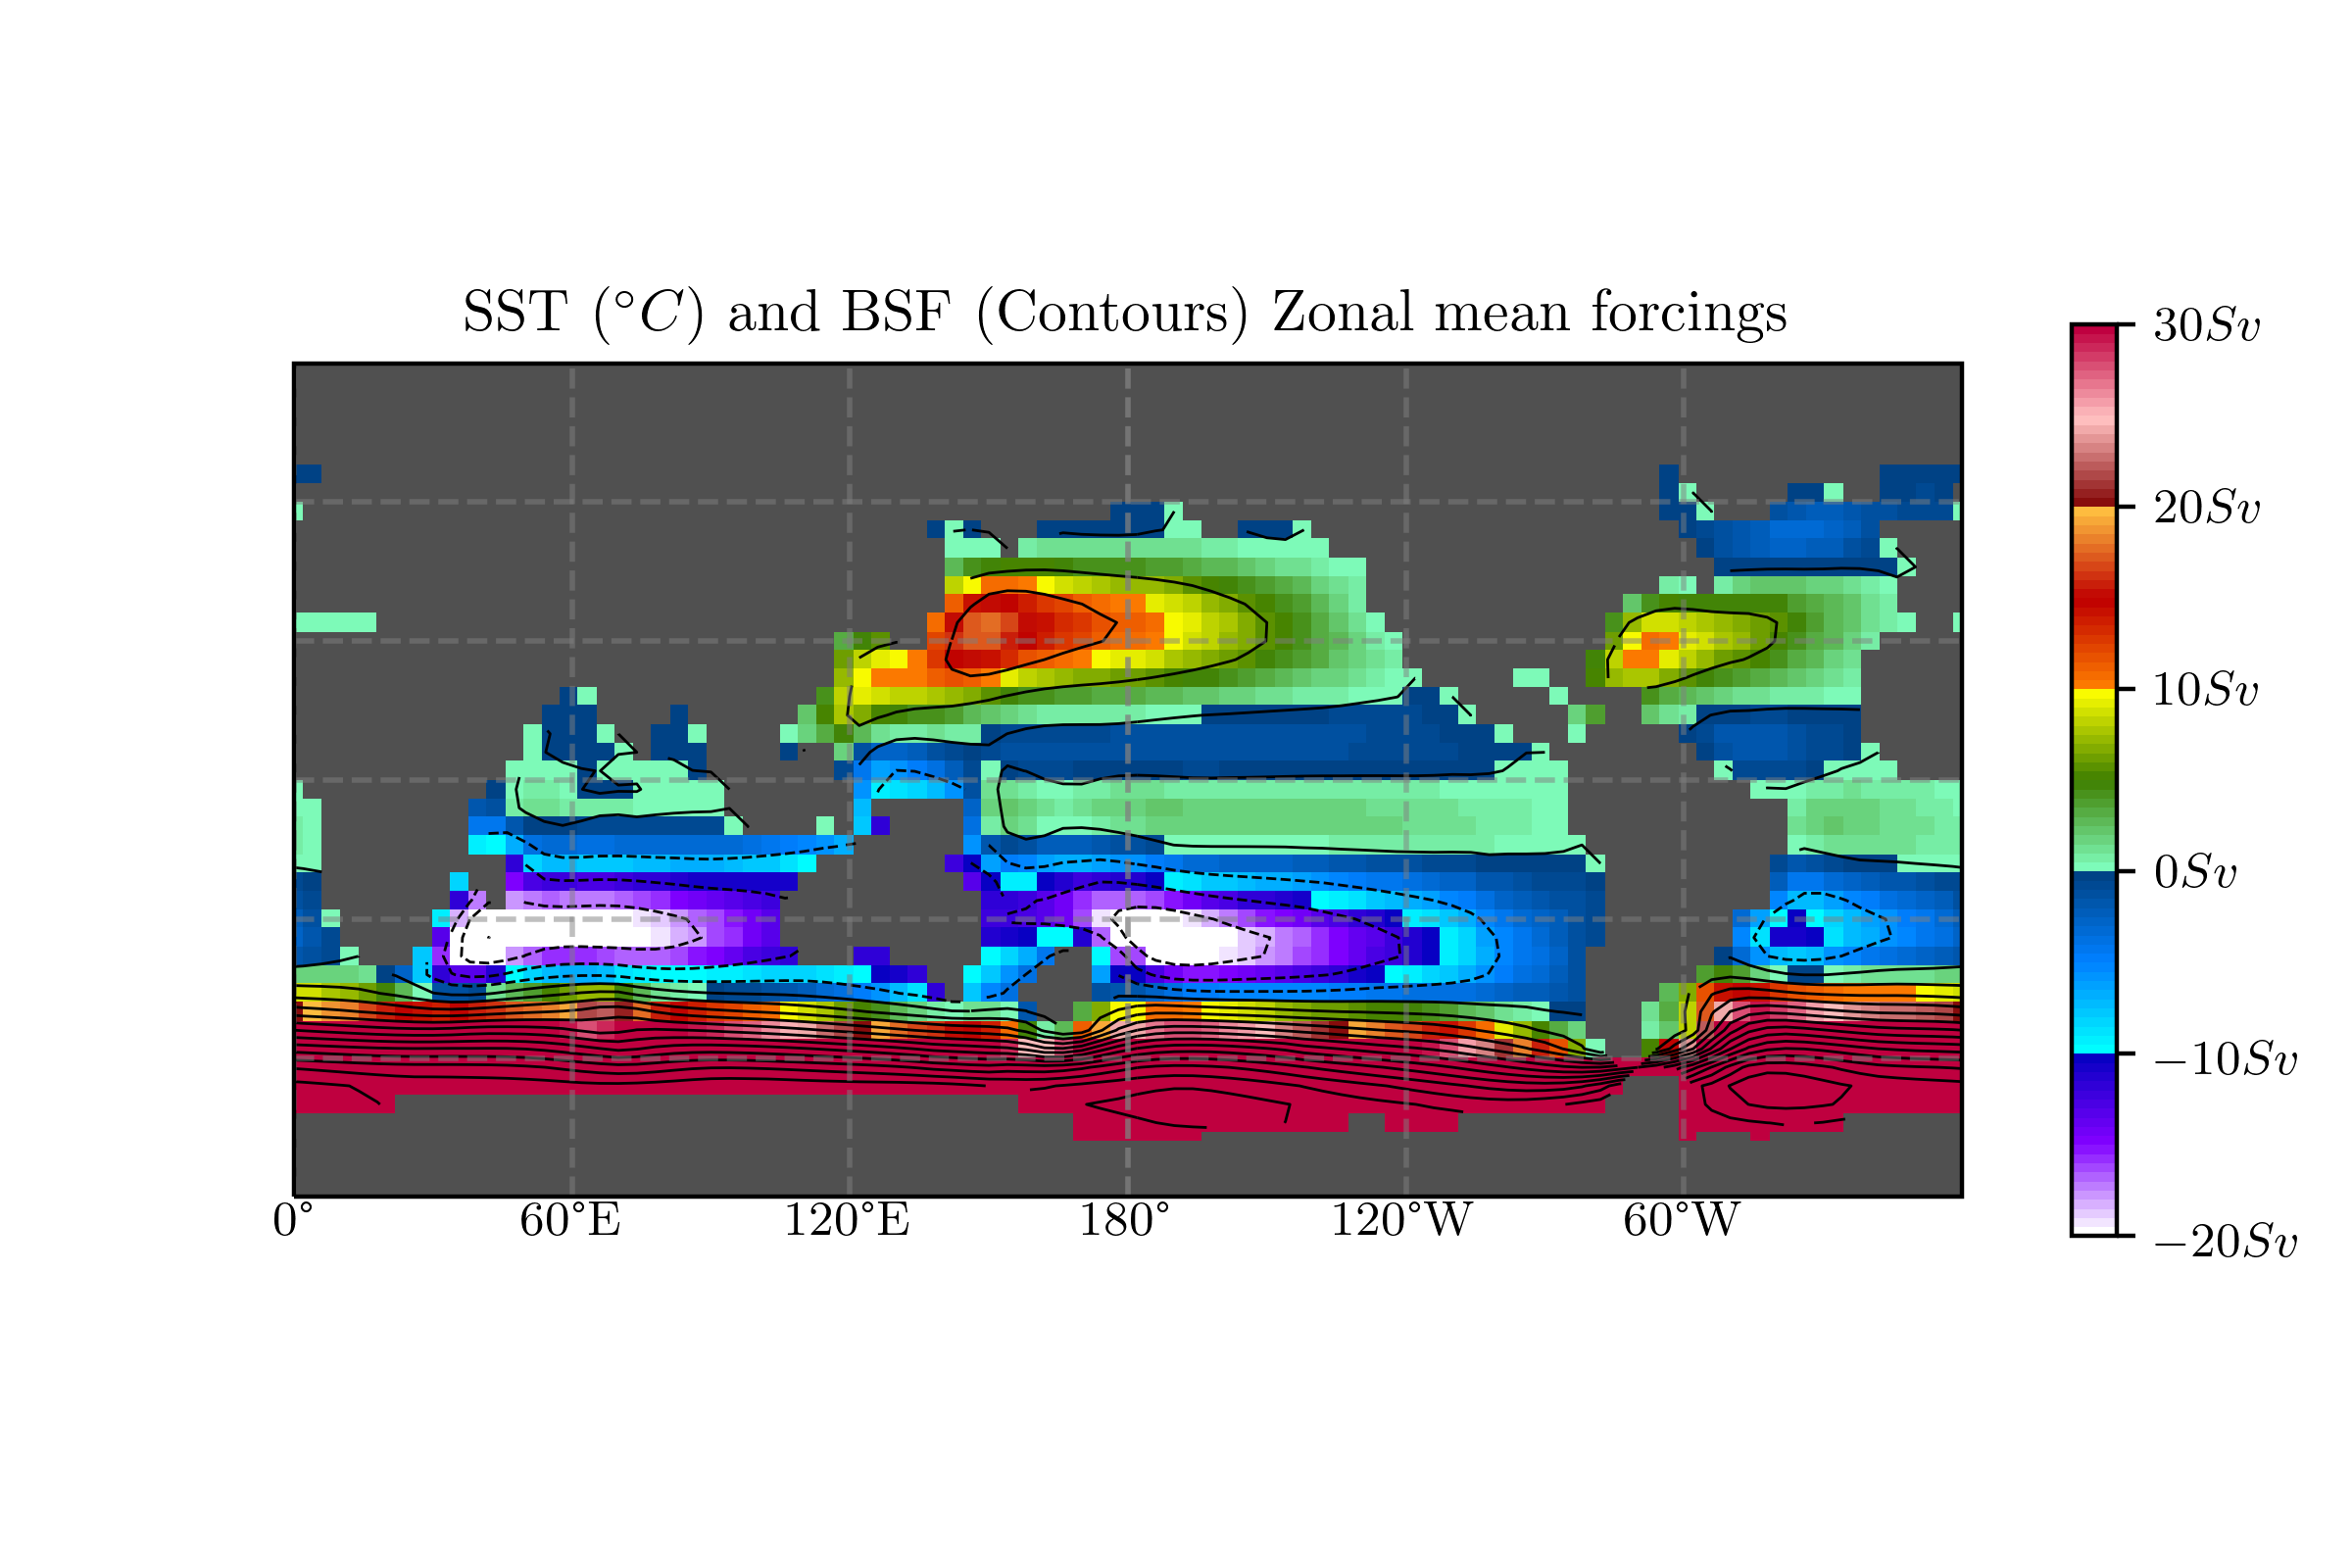 SST (°C) and BSF (Contours) Zonal mean forcings
30Sv
20Sv
10Sv
0Sv
−10Sv
−20Sv
0° 60°E 120°E 180° 120°W 60°W